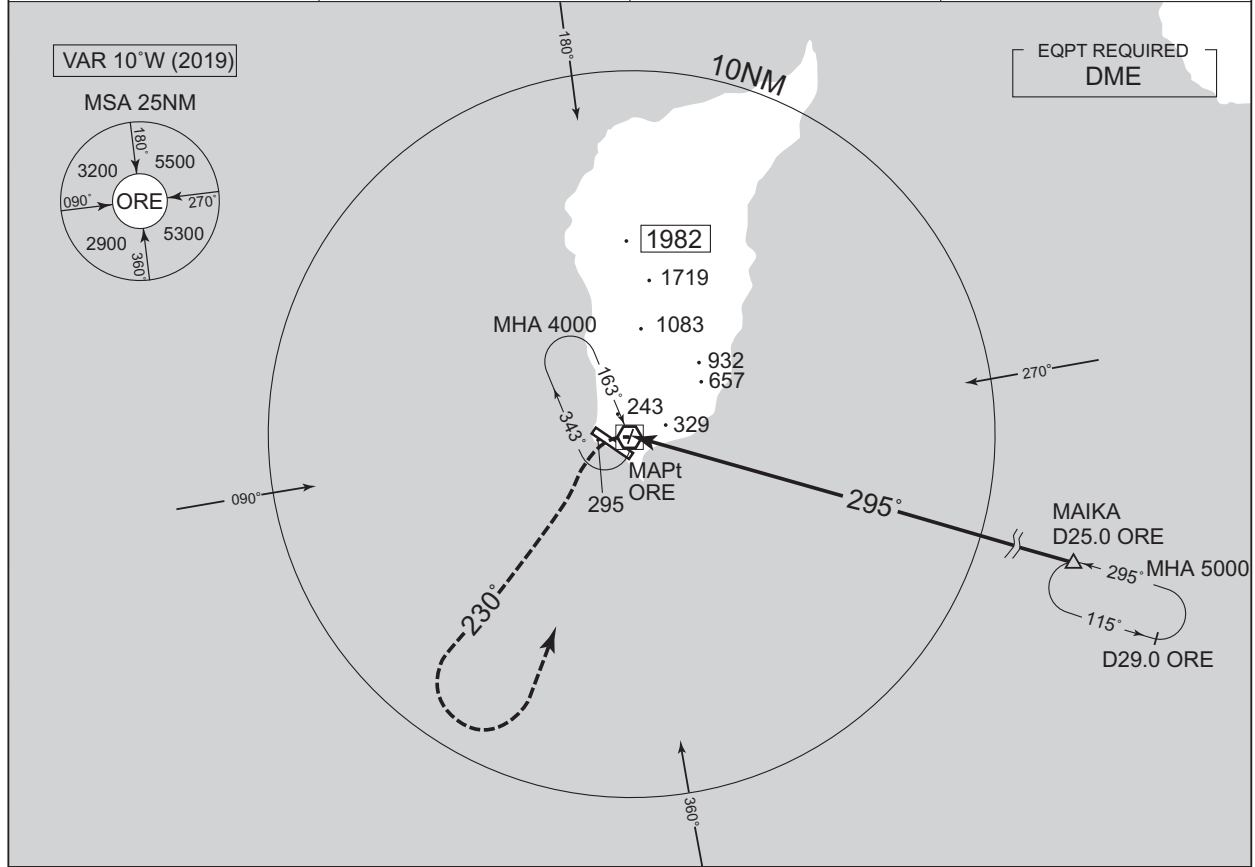 VAR 10°W (2019)
MSA 25NM
180°
3200
5500
090°
ORE
270°
2900
5300
360°
180°
10NM
EQPT REQUIRED
DME
1982
1719
1083
MHA 4000
932
657
163°
243
329
343°
270°
MAPt
ORE
295
090°
295°
MAIKA
D25.0 ORE
295°
MHA 5000
115°
D29.0 ORE
230°
360°